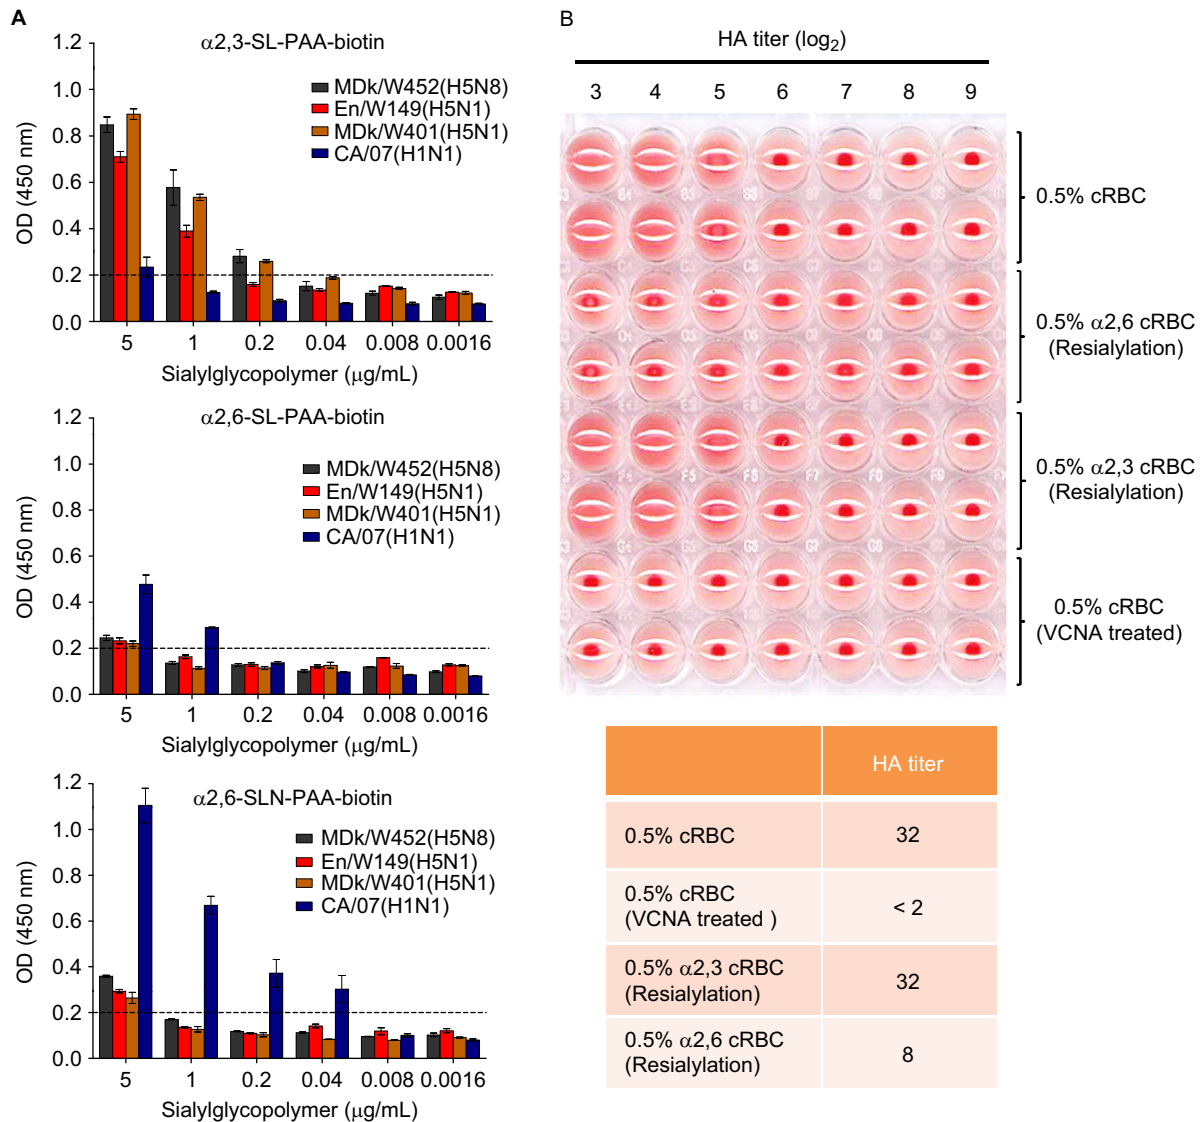 A
α2,3-SL-PAA-biotin
MDk/W452(H5N8)
En/W149(H5N1)
MDk/W401(H5N1)
CA/07(H1N1)
OD (450 nm)
1.2
1.0
0.8
0.6
0.4
0.2
0.0
5 1 0.2 0.04 0.008 0.0016
Sialylglycopolymer (μg/mL)
α2,6-SL-PAA-biotin
MDk/W452(H5N8)
En/W149(H5N1)
MDk/W401(H5N1)
CA/07(H1N1)
OD (450 nm)
1.2
1.0
0.8
0.6
0.4
0.2
0.0
5 1 0.2 0.04 0.008 0.0016
Sialylglycopolymer (μg/mL)
α2,6-SLN-PAA-biotin
MDk/W452(H5N8)
En/W149(H5N1)
MDk/W401(H5N1)
CA/07(H1N1)
OD (450 nm)
1.2
1.0
0.8
0.6
0.4
0.2
0.0
5 1 0.2 0.04 0.008 0.0016
Sialylglycopolymer (μg/mL)
B
HA titer (log2)
3 4 5 6 7 8 9
0.5% cRBC
0.5% α2,6 cRBC
(Resialylation)
0.5% α2,3 cRBC
(Resialylation)
0.5% cRBC
(VCNA treated)
HA titer
0.5% cRBC 32
0.5% cRBC
(VCNA treated ) < 2
0.5% α2,3 cRBC
(Resialylation) 32
0.5% α2,6 cRBC
(Resialylation) 8